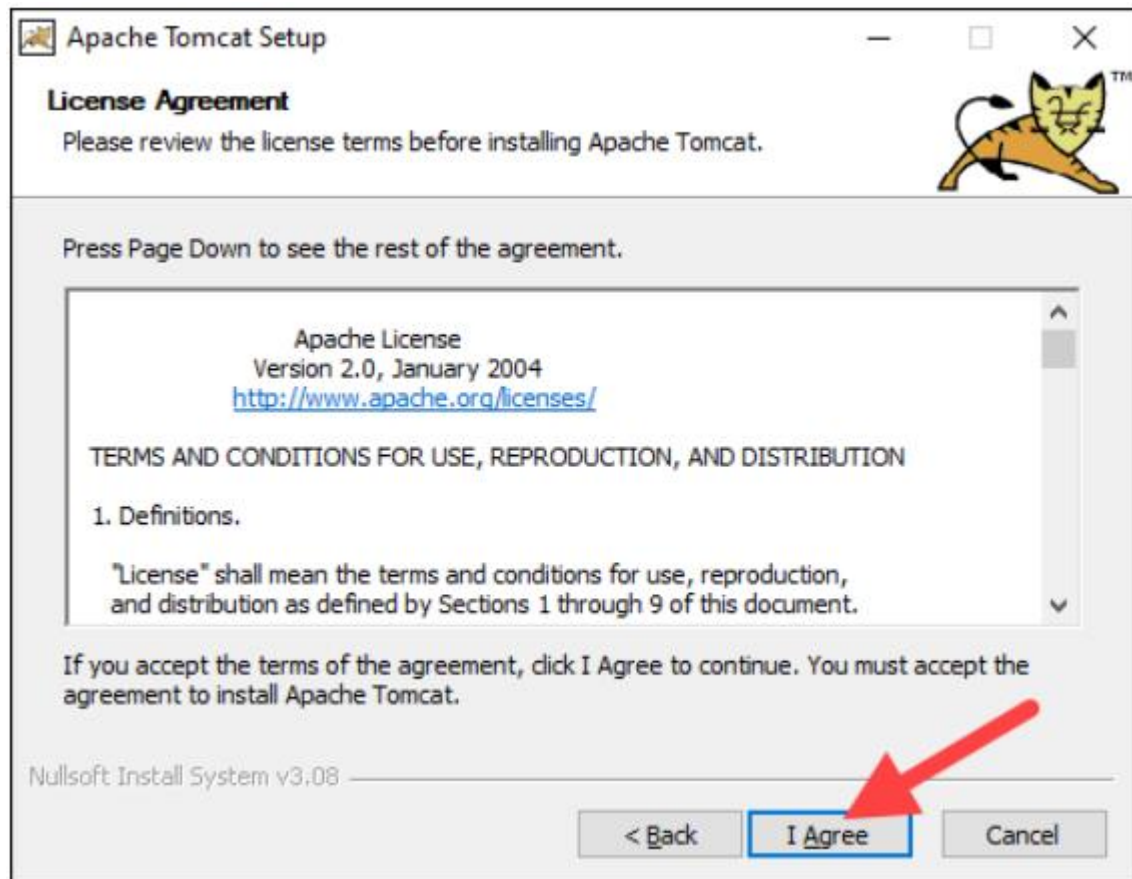 Apache Tomcat Setup
License Agreement
Please review the license terms before installing Apache Tomcat.
TM
Press Page Down to see the rest of the agreement.
Apache License
Version 2.0, January 2004
http://www.apache.org/licenses/
TERMS AND CONDITIONS FOR USE, REPRODUCTION, AND DISTRIBUTION
1. Definitions.
"License" shall mean the terms and conditions for use, reproduction,
and distribution as defined by Sections 1 through 9 of this document.
If you accept the terms of the agreement, click I Agree to continue. You must accept the
agreement to install Apache Tomcat.
Nullsoft Install System v3.08
< Back I Agree Cancel